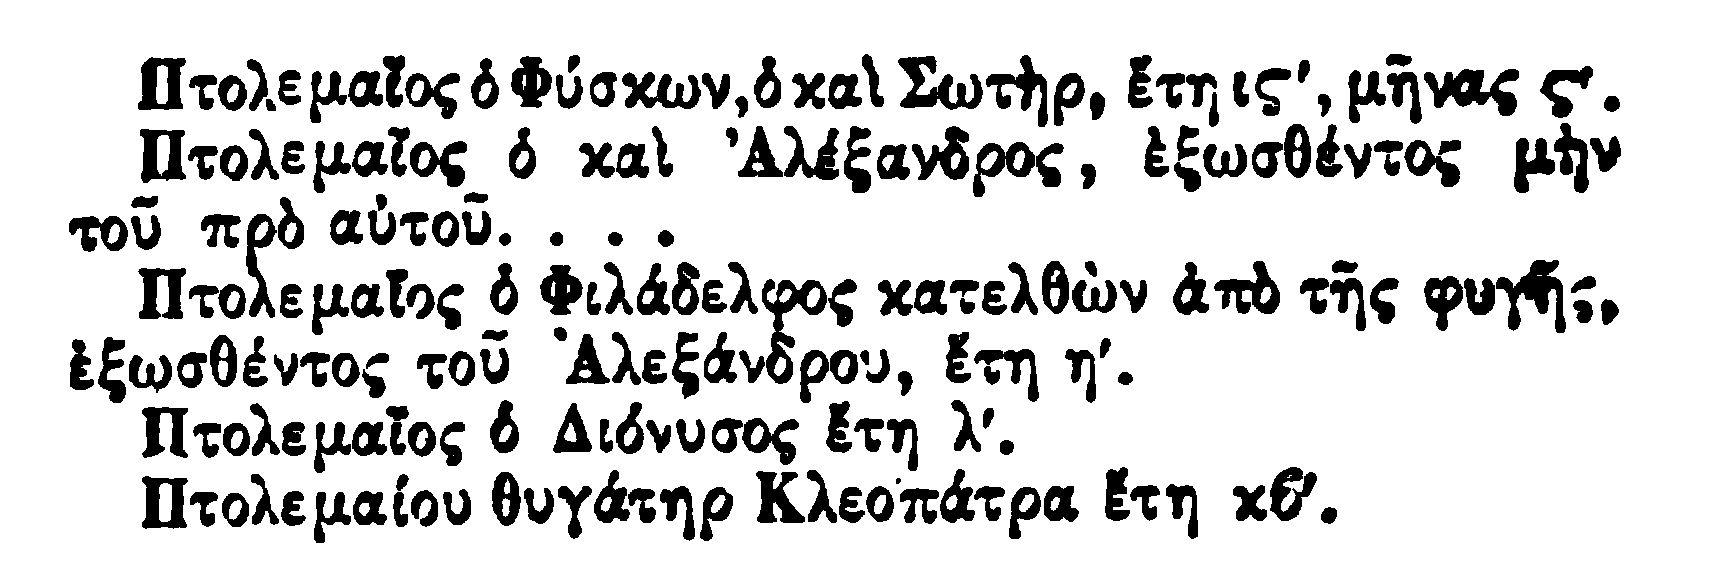 Πτολεμαῖος ὁ Φύσκων, ὁ καὶ Σωτὴρ, ἔτη ις′, μῆνας ς′.
Πτολεμαῖος ὁ καὶ Ἀλέξανδρος, ἐξωσθέντος μὴν
τοῦ πρὸ αὐτοῦ. . . .
Πτολεμαῖος ὁ Φιλάδελφος κατελθὼν ἀπὸ τῆς φυγῆς,
ἐξωσθέντος τοῦ Ἀλεξάνδρου, ἔτη η′.
Πτολεμαῖος ὁ Διόνυσος ἔτη λ′.
Πτολεμαίου θυγάτηρ Κλεοπάτρα ἔτη κϐ′.